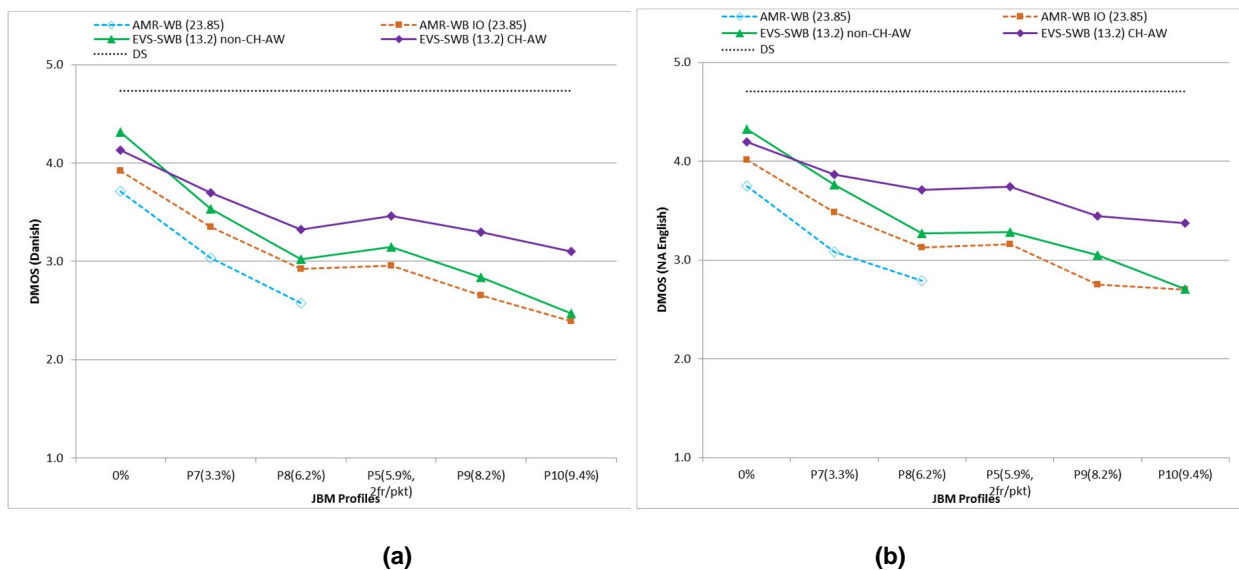 AMR-WB (23.85)
AMR-WB IO (23.85)
EVS-SWB (13.2) non-CH-AW
EVS-SWB (13.2) CH-AW
DS
5.0
4.0
3.0
2.0
1.0
DMOS (Danish)
0%
P7(3.3%)
P8(6.2%)
P5(5.9%,
2fr/pkt)
P9(8.2%)
P10(9.4%)
JBM Profiles
(a)
AMR-WB (23.85)
AMR-WB IO (23.85)
EVS-SWB (13.2) non-CH-AW
EVS-SWB (13.2) CH-AW
DS
5.0
4.0
3.0
2.0
1.0
DMOS (NA English)
0%
P7(3.3%)
P8(6.2%)
P5(5.9%,
2fr/pkt)
P9(8.2%)
P10(9.4%)
JBM Profiles
(b)